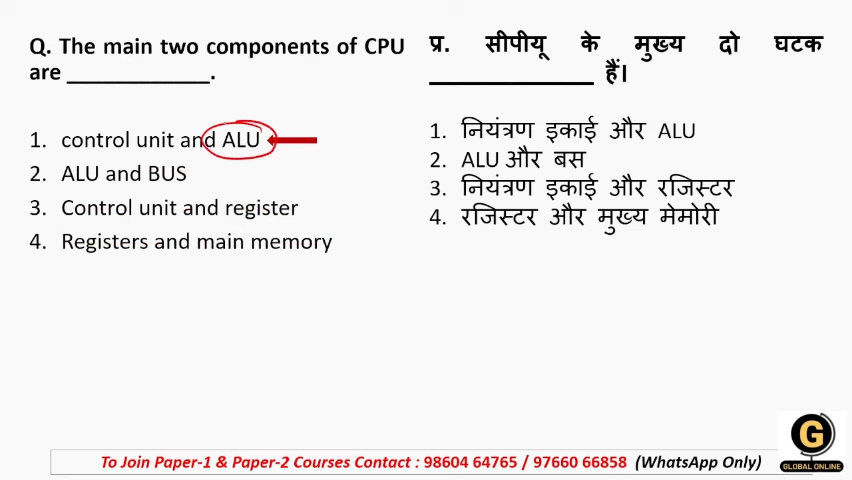 Q. The main two components of CPU
are ____________.
1. control unit and ALU
2. ALU and BUS
3. Control unit and register
4. Registers and main memory
प्र. सीपीयू के मुख्य दो घटक
______________ हैं।
1. नियंत्रण इकाई और ALU
2. ALU और बस
3. नियंत्रण इकाई और रजिस्टर
4. रजिस्टर और मुख्य मेमोरी
G
GLOBAL ONLINE
To Join Paper-1 & Paper-2 Courses Contact : 98604 64765 / 97660 66858 (WhatsApp Only)